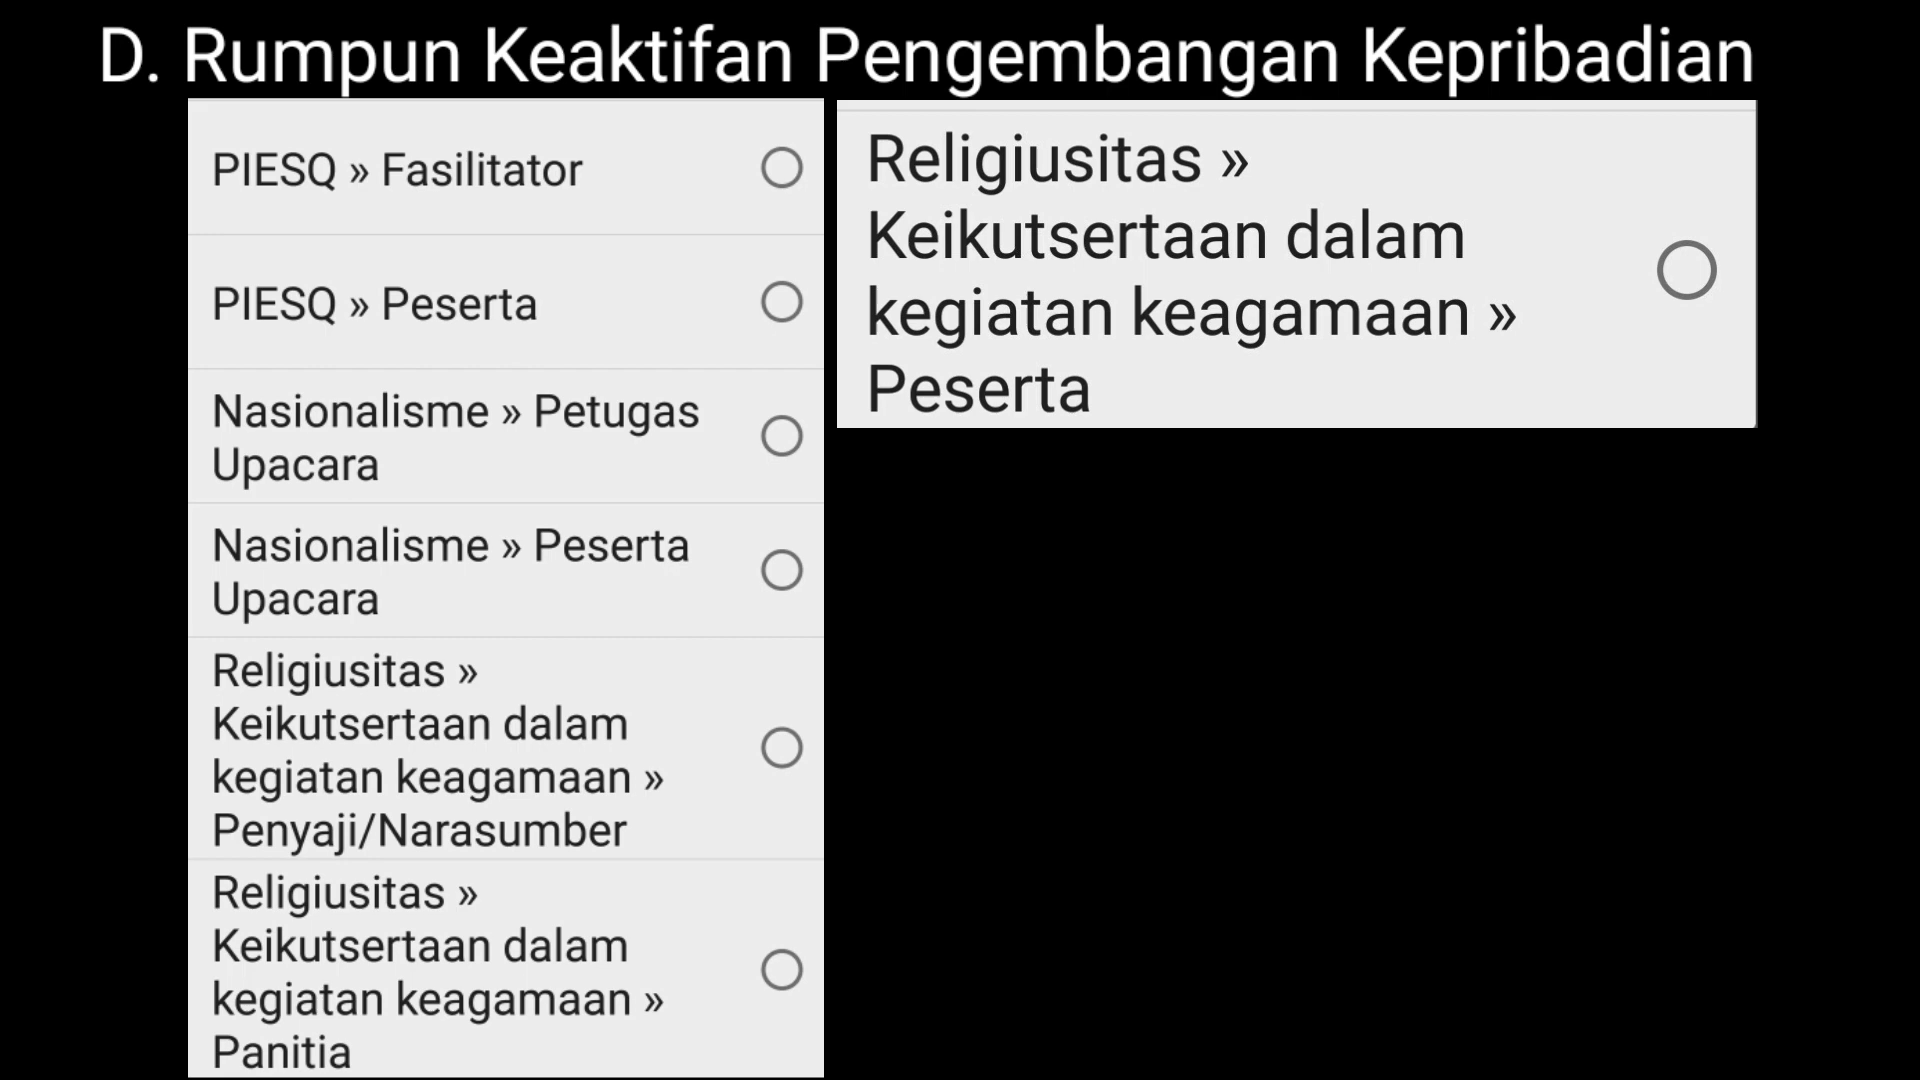 D. Rumpun Keaktifan Pengembangan Kepribadian
PIESQ » Fasilitator
PIESQ » Peserta
Nasionalisme » Petugas
Upacara
Nasionalisme » Peserta
Upacara
Religiusitas »
Keikutsertaan dalam
kegiatan keagamaan »
Penyaji/Narasumber
Religiusitas »
Keikutsertaan dalam
kegiatan keagamaan »
Panitia
Religiusitas »
Keikutsertaan dalam
kegiatan keagamaan »
Peserta